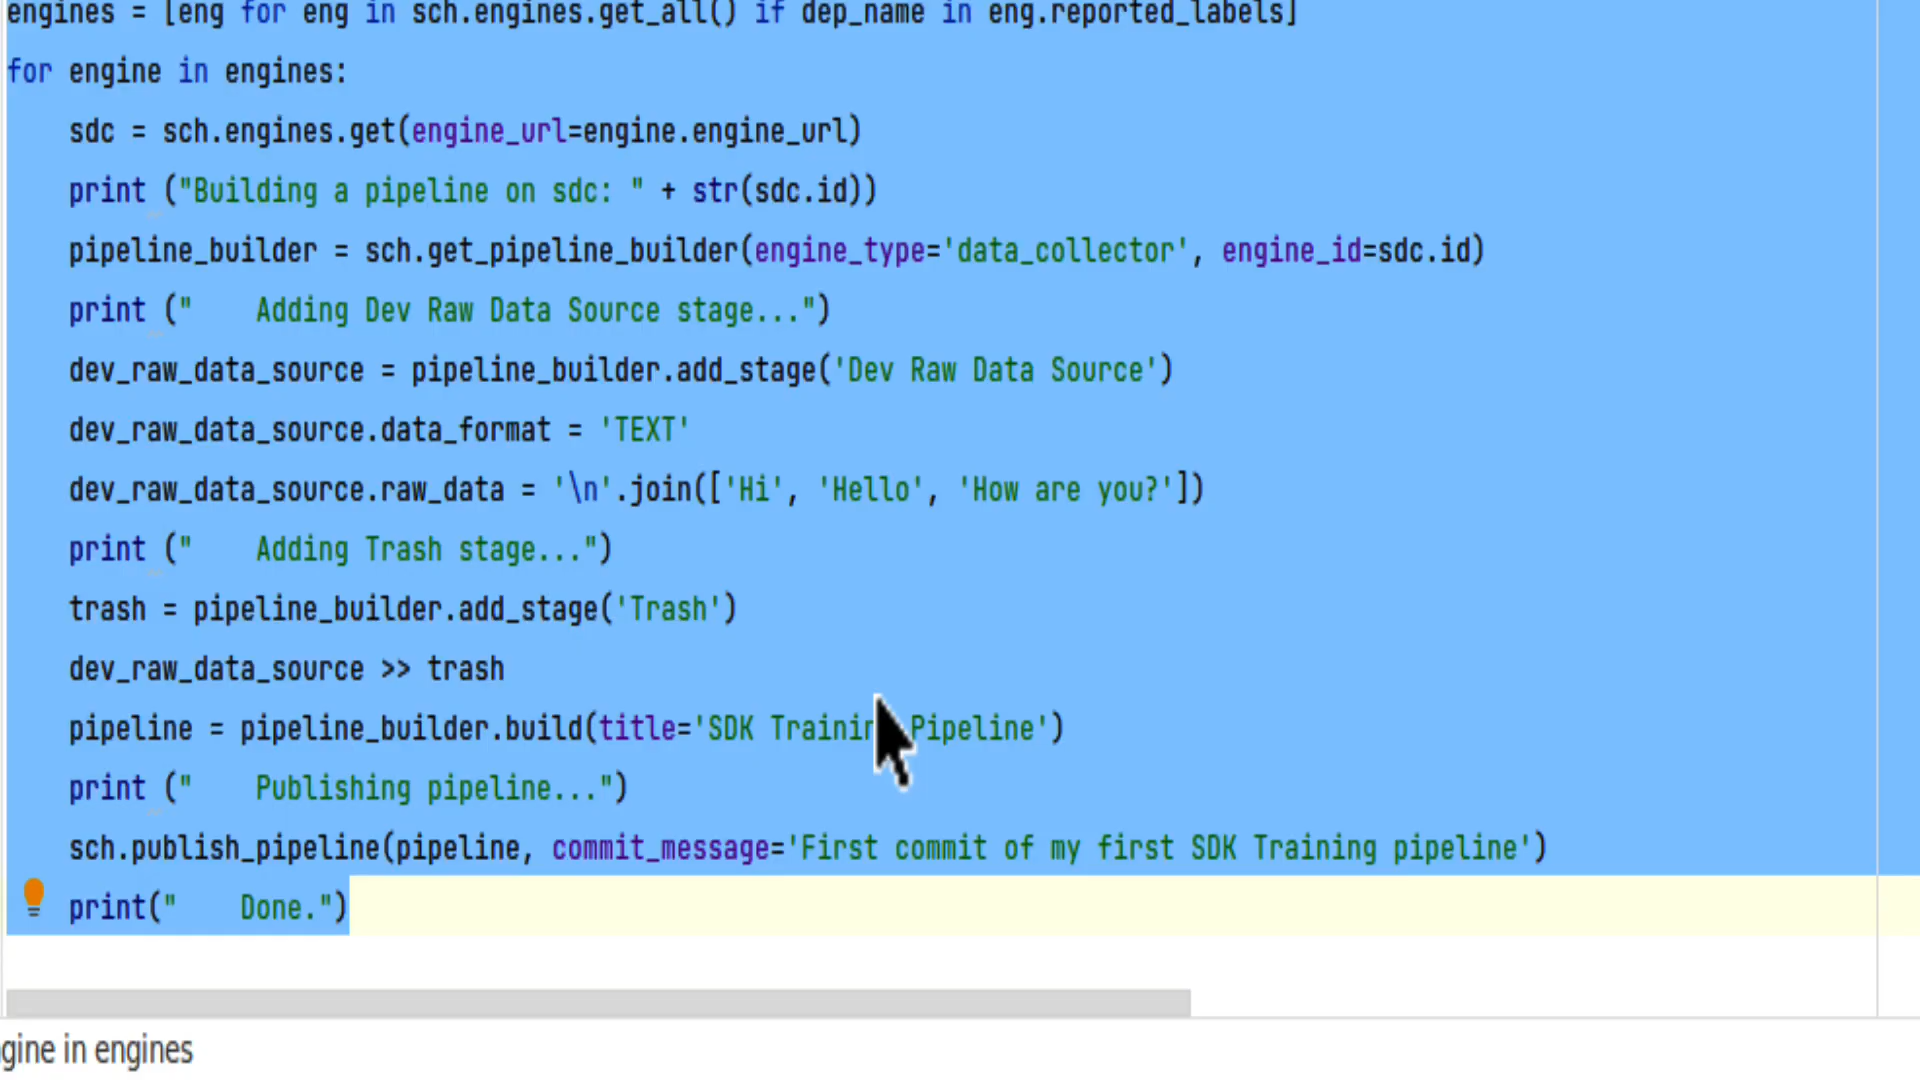 engines = [eng for eng in sch.engines.get_all() if dep_name in eng.reported_labels]
for engine in engines:
    sdc = sch.engines.get(engine_url=engine.engine_url)
    print ("Building a pipeline on sdc: " + str(sdc.id))
    pipeline_builder = sch.get_pipeline_builder(engine_type='data_collector', engine_id=sdc.id)
    print ("    Adding Dev Raw Data Source stage...")
    dev_raw_data_source = pipeline_builder.add_stage('Dev Raw Data Source')
    dev_raw_data_source.data_format = 'TEXT'
    dev_raw_data_source.raw_data = '\n'.join(['Hi', 'Hello', 'How are you?'])
    print ("    Adding Trash stage...")
    trash = pipeline_builder.add_stage('Trash')
    dev_raw_data_source >> trash
    pipeline = pipeline_builder.build(title='SDK Training Pipeline')
    print ("    Publishing pipeline...")
    sch.publish_pipeline(pipeline, commit_message='First commit of my first SDK Training pipeline')
    print("    Done.")
gine in engines